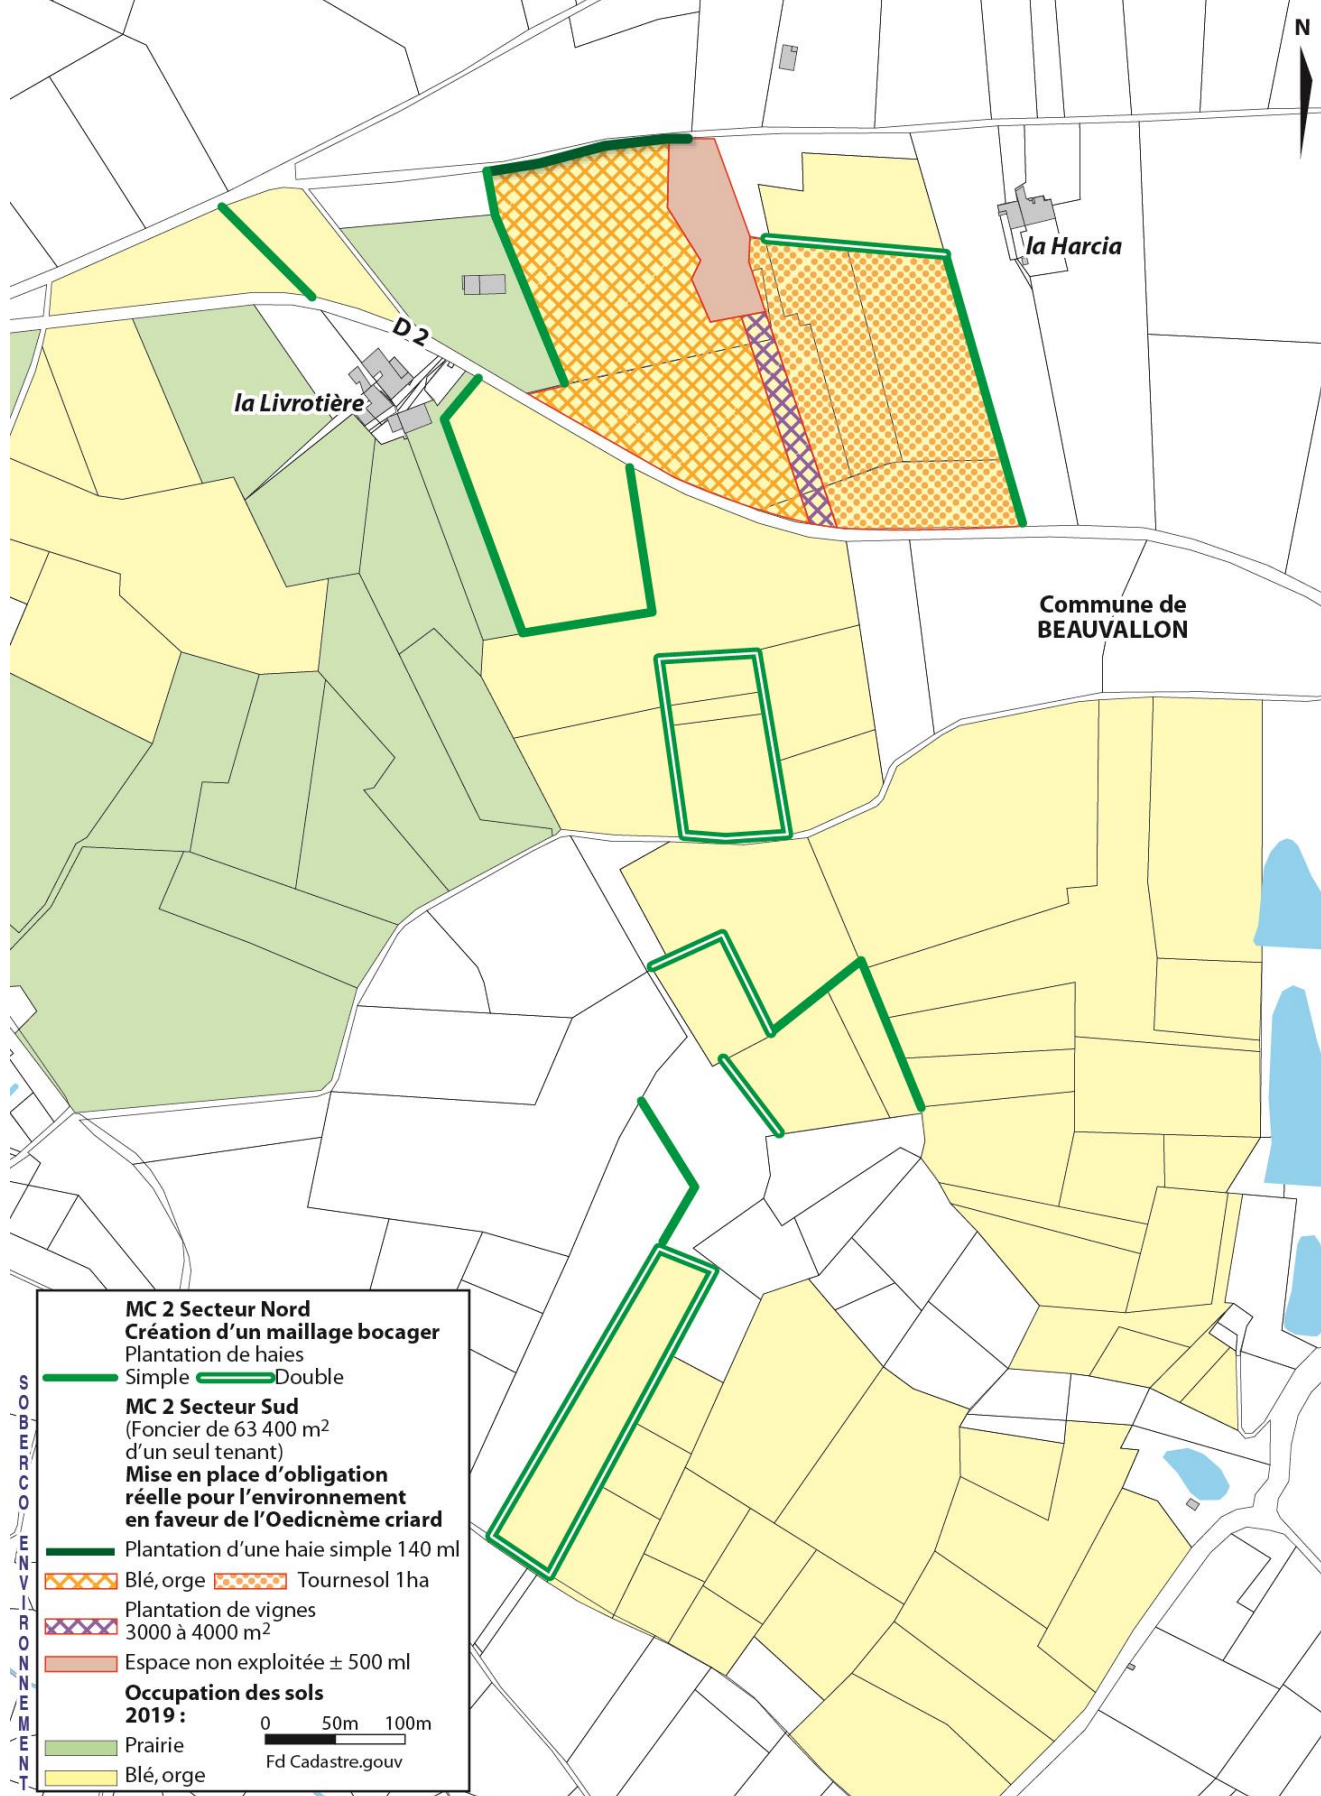 N
la Harcia
D 2
la Livrotière
Commune de
BEAUVALLON
MC 2 Secteur Nord
Création d'un maillage bocager
Plantation de haies
Simple Double
MC 2 Secteur Sud
(Foncier de 63 400 m²
d'un seul tenant)
Mise en place d'obligation
réelle pour l'environnement
en faveur de l'Oedicnème criard
Plantation d'une haie simple 140 ml
Blé, orge Tournesol 1ha
Plantation de vignes
3000 à 4000 m²
Espace non exploitée ± 500 ml
Occupation des sols
2019 :
0 50m 100m
Prairie
Fd Cadastre.gouv
Blé, orge
SOBERCO ENVIRONNEMENT